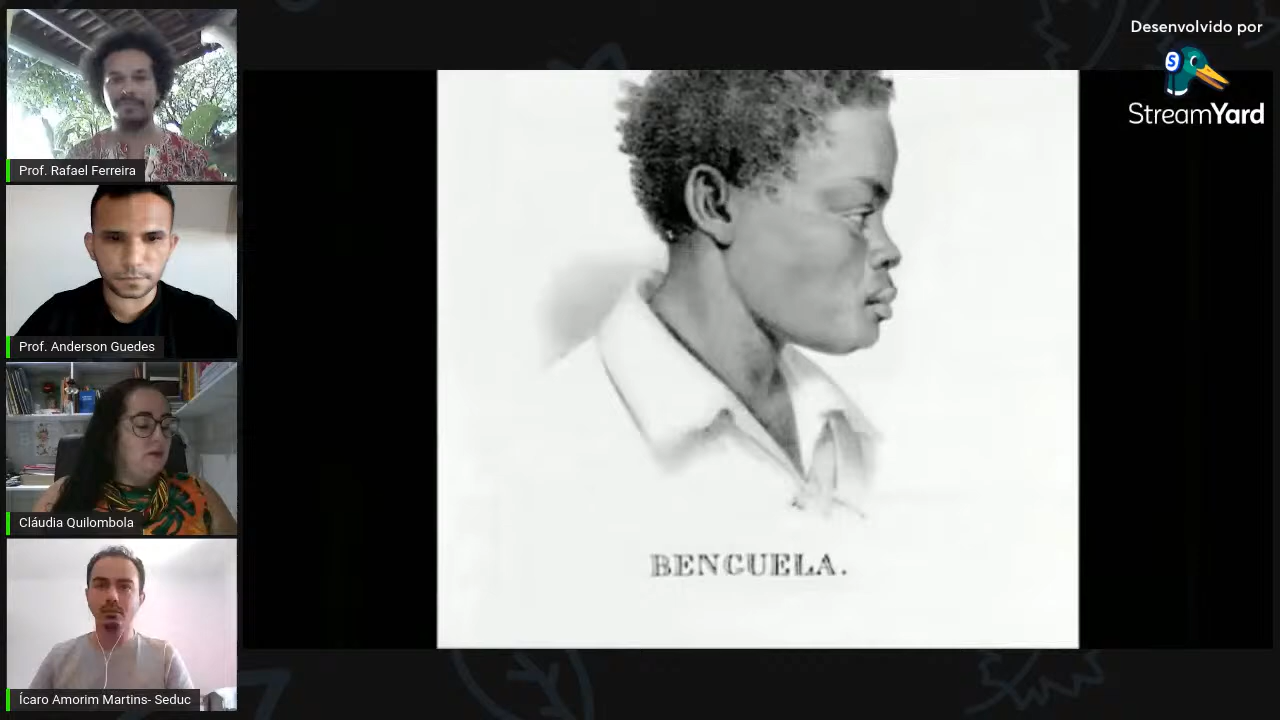 Prof. Rafael Ferreira
Prof. Anderson Guedes
Cláudia Quilombola
Ícaro Amorim Martins- Seduc
BENGUELA.
Desenvolvido por
S
StreamYard